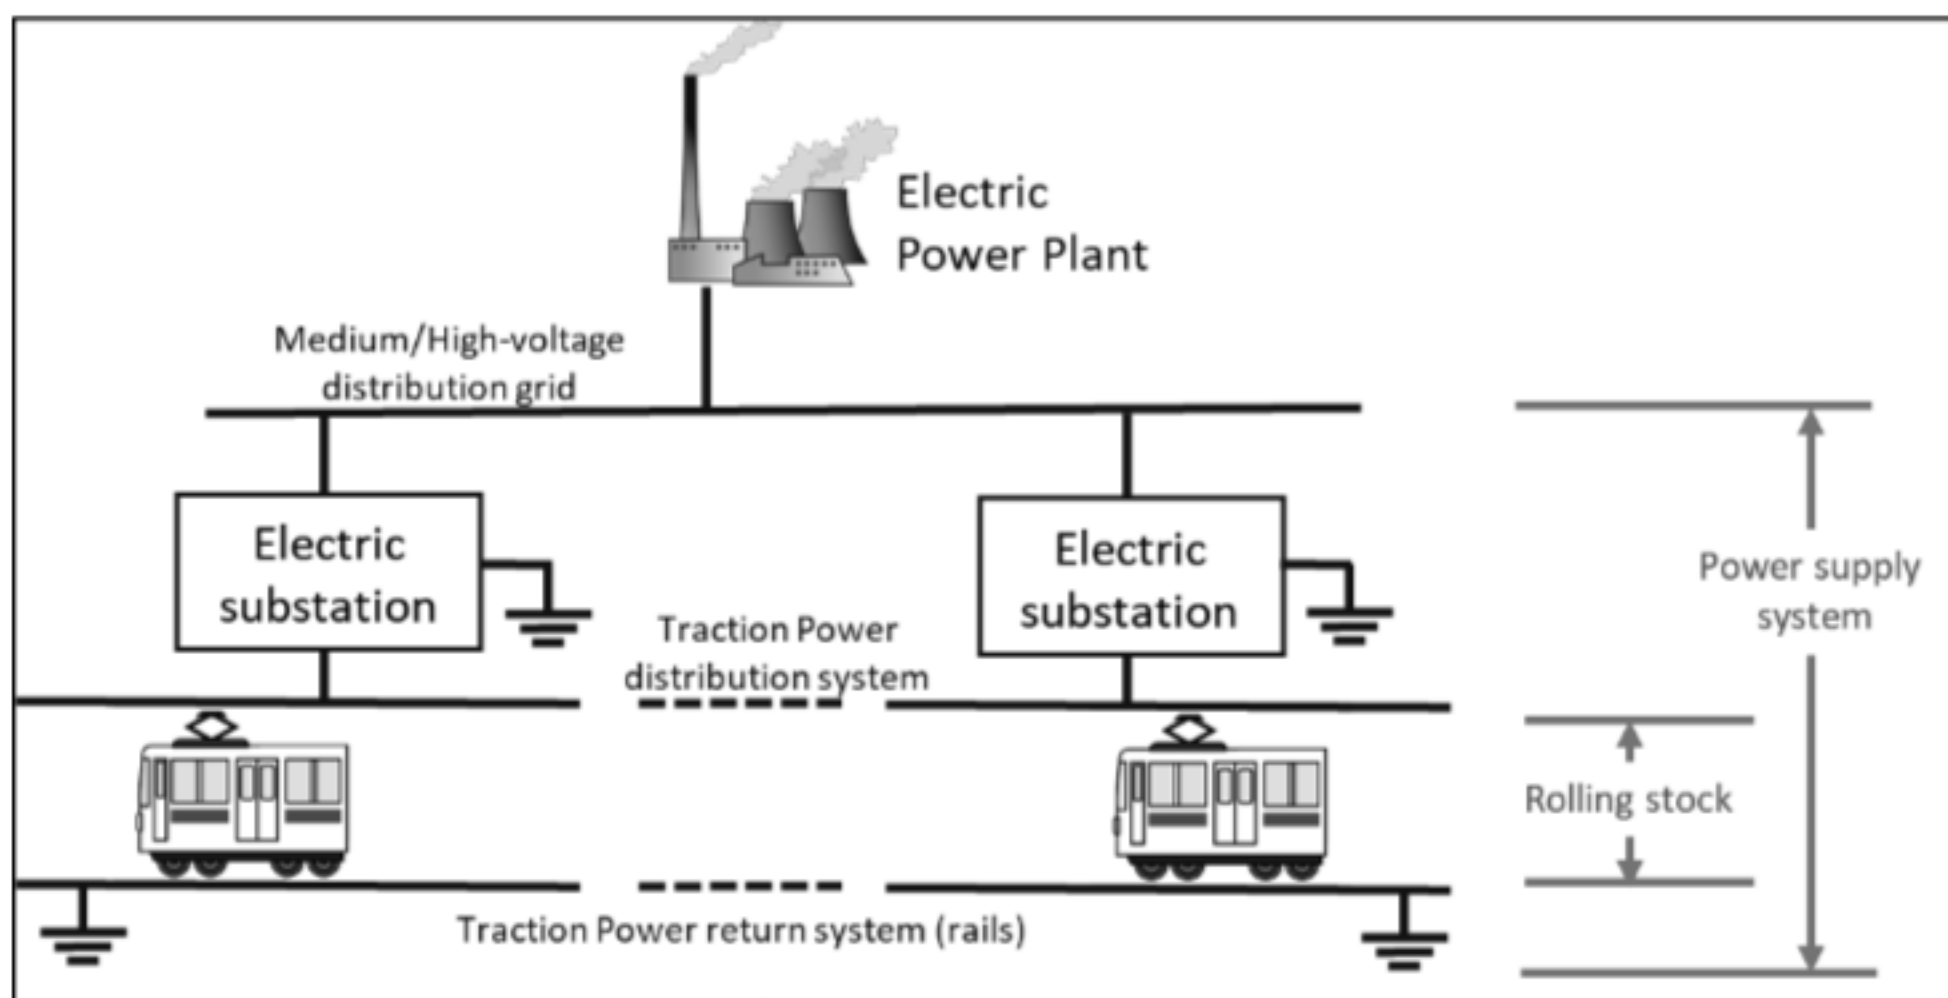 Electric
Power Plant
Medium/High-voltage
distribution grid
Electric
substation
Electric
substation
Power supply
system
Traction Power
distribution system
Rolling stock
Traction Power return system (rails)